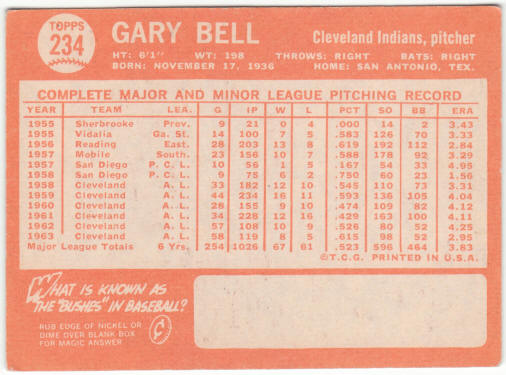 TOPPS
234
GARY BELL
Cleveland Indians, pitcher
HT: 6'1" WT: 198 THROWS: RIGHT BATS: RIGHT
BORN: NOVEMBER 17, 1936 HOME: SAN ANTONIO, TEX.
COMPLETE MAJOR AND MINOR LEAGUE PITCHING RECORD
YEAR TEAM LEA. G IP W L PCT SO BB ERA
1955 Sherbrooke Prov. 9 21 0 4 .000 14 2 3.43
1955 Vidalia Ga. St. 14 100 7 5 .583 126 70 3.33
1956 Reading East. 28 203 13 8 .619 192 112 2.84
1957 Mobile South. 23 156 10 7 .588 178 92 3.29
1957 San Diego P. C. L. 10 56 1 5 .167 54 33 4.95
1958 San Diego P. C. L. 9 75 6 2 .750 60 23 1.56
1958 Cleveland A. L. 33 182 12 10 .545 110 73 3.31
1959 Cleveland A. L. 44 234 16 11 .593 136 105 4.04
1960 Cleveland A. L. 28 155 9 10 .474 109 82 4.12
1961 Cleveland A. L. 34 228 12 16 .429 163 100 4.11
1962 Cleveland A. L. 57 108 10 9 .526 80 52 4.25
1963 Cleveland A. L. 58 119 8 5 .615 98 52 2.95
Major League Totals 6 Yrs. 254 1026 67 61 .523 596 464 3.83
©T.C.G. PRINTED IN U.S.A.
WHAT IS KNOWN AS
THE "BUSHES" IN BASEBALL?
RUB EDGE OF NICKEL OR
DIME OVER BLANK BOX
FOR MAGIC ANSWER